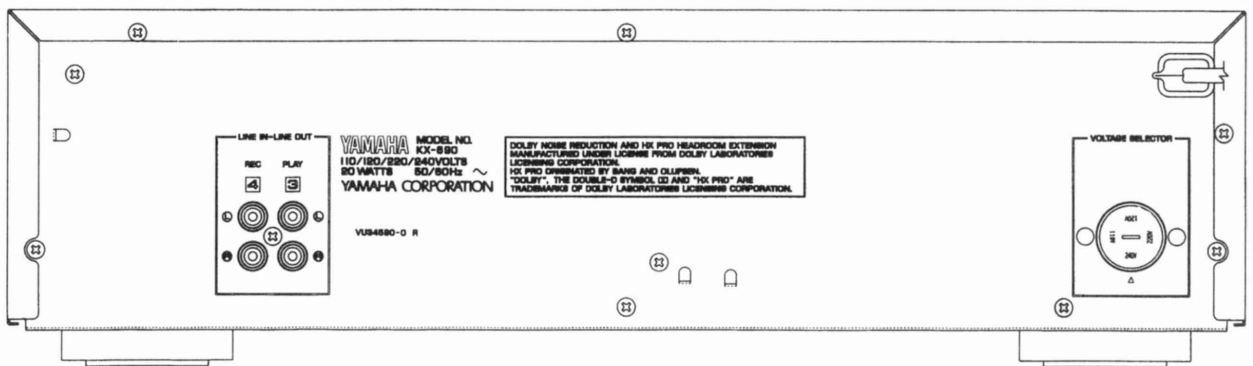 LINE IN-LINE OUT
REC PLAY
4 3
L L
R R
YAMAHA MODEL NO.
KX-690
110/120/220/240VOLTS
20 WATTS 50/60Hz ~
YAMAHA CORPORATION
VU34690-0 R
DOLBY NOISE REDUCTION AND HX PRO HEADROOM EXTENSION
MANUFACTURED UNDER LICENSE FROM DOLBY LABORATORIES
LICENSING CORPORATION.
HX PRO ORIGINATED BY BANG AND OLUFSEN.
"DOLBY", THE DOUBLE-D SYMBOL AND "HX PRO" ARE
TRADEMARKS OF DOLBY LABORATORIES LICENSING CORPORATION.
VOLTAGE SELECTOR
120V
110V 220V
240V